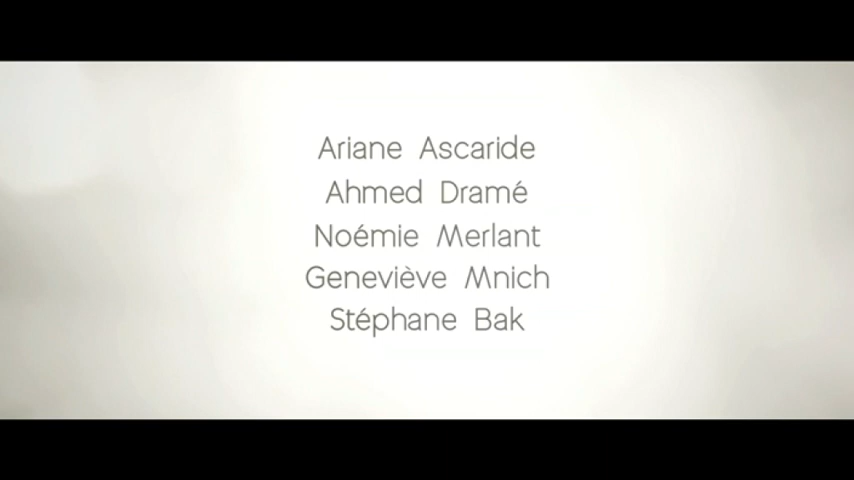 Ariane Ascaride
Ahmed Dramé
Noémie Merlant
Geneviève Mnich
Stéphane Bak